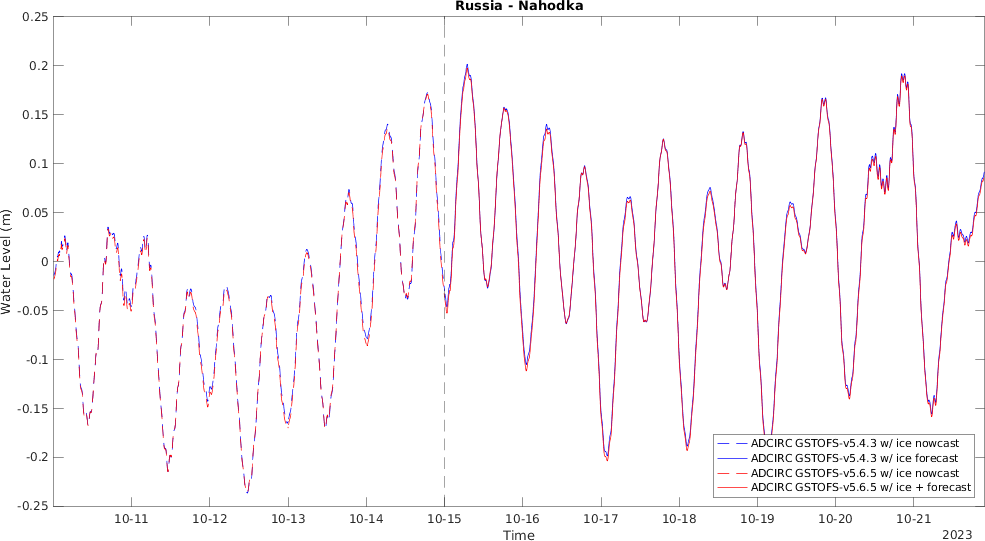 Russia - Nahodka
0.25
0.2
0.15
0.1
0.05
0
-0.05
-0.1
-0.15
-0.2
-0.25
Water Level (m)
ADCIRC GSTOFS-v5.4.3 w/ ice nowcast
ADCIRC GSTOFS-v5.4.3 w/ ice forecast
ADCIRC GSTOFS-v5.6.5 w/ ice nowcast
ADCIRC GSTOFS-v5.6.5 w/ ice + forecast
10-11 10-12 10-13 10-14 10-15 10-16 10-17 10-18 10-19 10-20 10-21
Time
2023